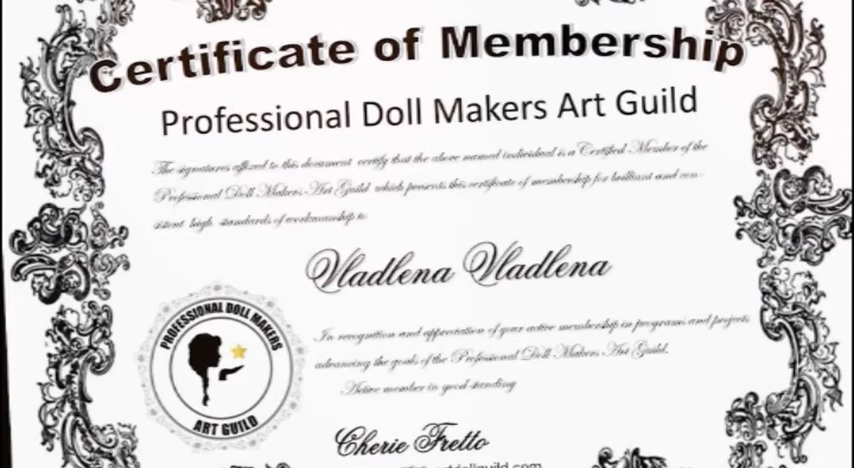 Certificate of Membership
Professional Doll Makers Art Guild
The signatures affixed to this document certify that the above named individual is a Certified Member of the
Professional Doll Makers Art Guild which presents this certificate of membership for brilliant and con-
sistent high standards of workmanship to
Vladlena Vladlena
PROFESSIONAL DOLL MAKERS
ART GUILD
In recognition and appreciation of your active membership in programs and projects
advancing the goals of the Professional Doll Makers Art Guild.
Active member in good standing
Cherie Fretto
artdollguild.com